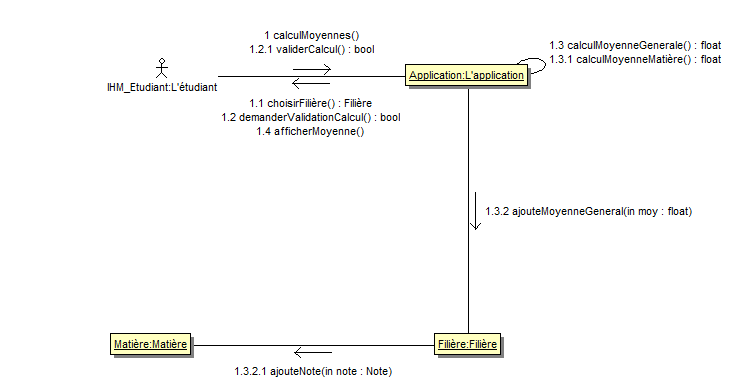 1 calculMoyennes()
1.2.1 validerCalcul() : bool
1.3 calculMoyenneGenerale() : float
1.3.1 calculMoyenneMatière() : float
IHM_Etudiant:L'étudiant
Application:L'application
1.1 choisirFilière() : Filière
1.2 demanderValidationCalcul() : bool
1.4 afficherMoyenne()
1.3.2 ajouteMoyenneGeneral(in moy : float)
Matière:Matière
Filière:Filière
1.3.2.1 ajouteNote(in note : Note)